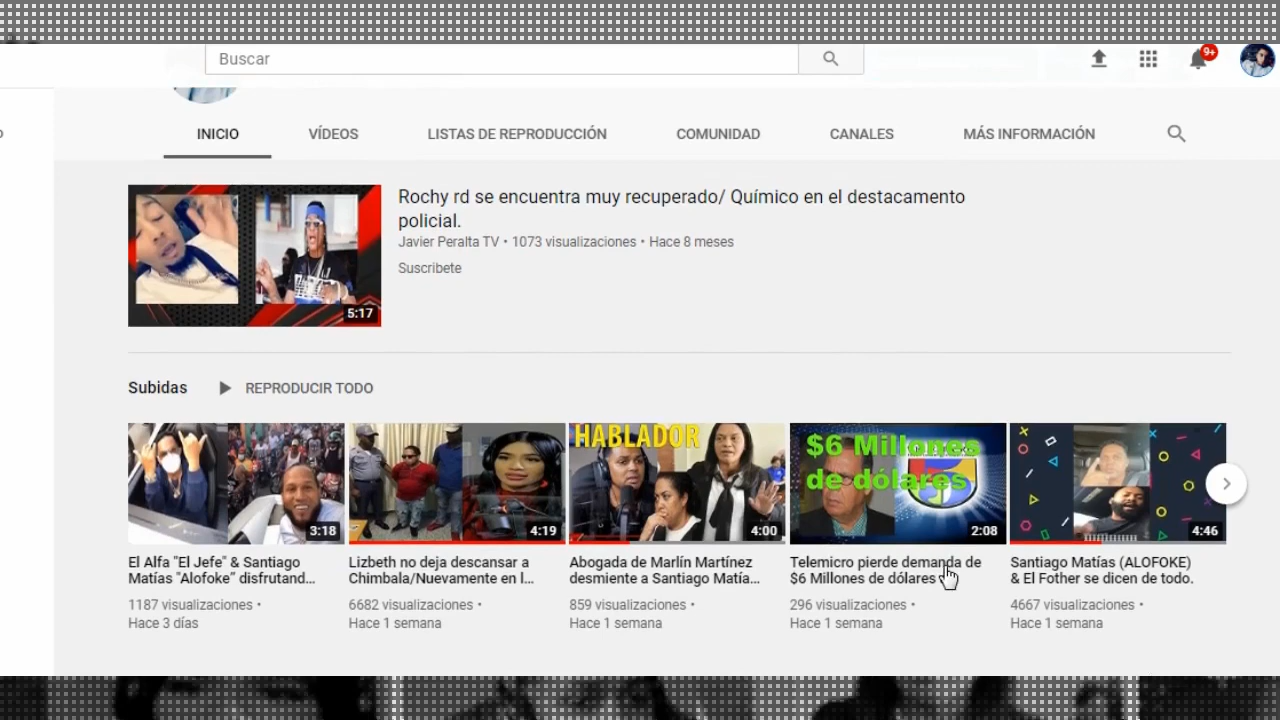 Buscar
9+
INICIO
VÍDEOS
LISTAS DE REPRODUCCIÓN
COMUNIDAD
CANALES
MÁS INFORMACIÓN
Rochy rd se encuentra muy recuperado/ Químico en el destacamento
policial.
Javier Peralta TV • 1073 visualizaciones • Hace 8 meses
Suscribete
5:17
Subidas
REPRODUCIR TODO
3:18
El Alfa "El Jefe" & Santiago
Matías "Alofoke" disfrutand...
1187 visualizaciones •
Hace 3 días
4:19
Lizbeth no deja descansar a
Chimbala/Nuevamente en l...
6682 visualizaciones •
Hace 1 semana
HABLADOR
4:00
Abogada de Marlín Martínez
desmiente a Santiago Matía...
859 visualizaciones •
Hace 1 semana
$6 Millones
de dólares
5
2:08
Telemicro pierde demanda de
$6 Millones de dólares
296 visualizaciones •
Hace 1 semana
4:46
Santiago Matías (ALOFOKE)
& El Fother se dicen de todo.
4667 visualizaciones •
Hace 1 semana